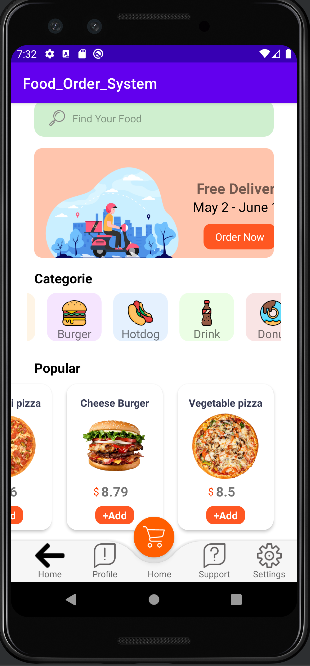 7:32
Food_Order_System
Find Your Food
Free Deliver
May 2 - June 1
Order Now
Categorie
Burger
Hotdog
Drink
Donu
Popular
i pizza
Cheese Burger
Vegetable pizza
6
$ 8.79
$ 8.5
d
+Add
+Add
Home
Profile
Home
Support
Settings